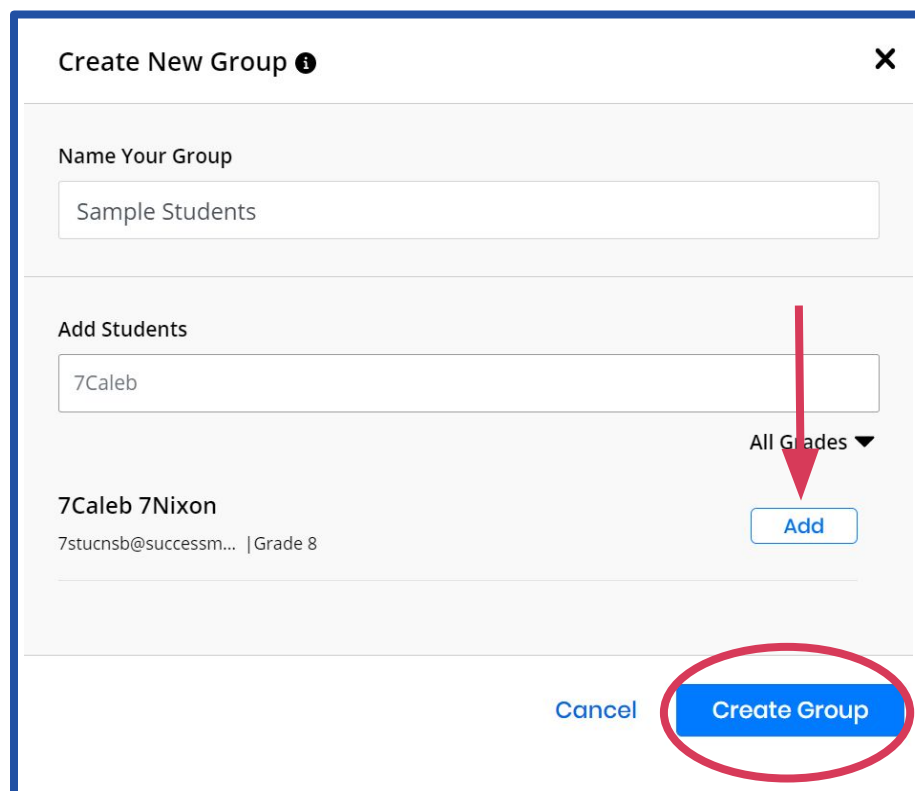 Create New Group
Name Your Group
Sample Students
Add Students
7Caleb
All Grades
7Caleb 7Nixon
Add
7stucnsb@successm... |Grade 8
Cancel
Create Group